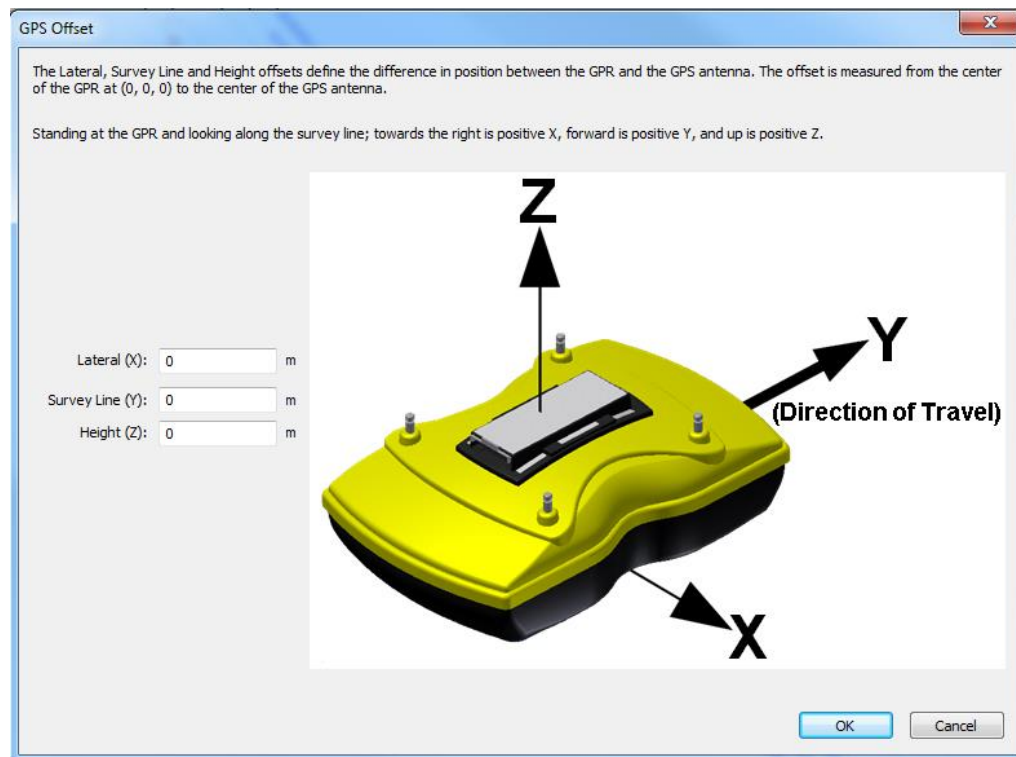 GPS Offset
The Lateral, Survey Line and Height offsets define the difference in position between the GPR and the GPS antenna. The offset is measured from the center
of the GPR at (0, 0, 0) to the center of the GPS antenna.
Standing at the GPR and looking along the survey line; towards the right is positive X, forward is positive Y, and up is positive Z.
Z
Y
(Direction of Travel)
Lateral (X): 0 m
Survey Line (Y): 0 m
Height (Z): 0 m
X
OK Cancel